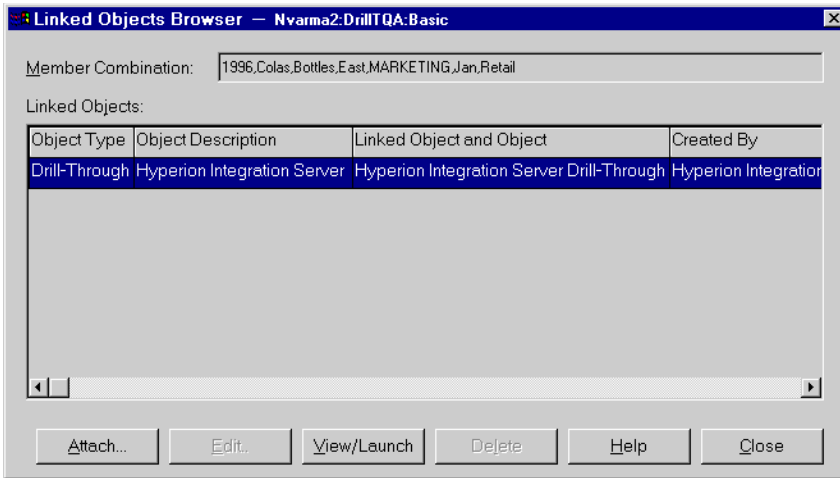 Linked Objects Browser — Nvarma2:DrillTQA:Basic
Member Combination: 1996,Colas,Bottles,East,MARKETING,Jan,Retail
Linked Objects:
Object Type Object Description Linked Object and Object Created By
Drill-Through Hyperion Integration Server Hyperion Integration Server Drill-Through Hyperion Integration
Attach... Edit.. View/Launch Delete Help Close